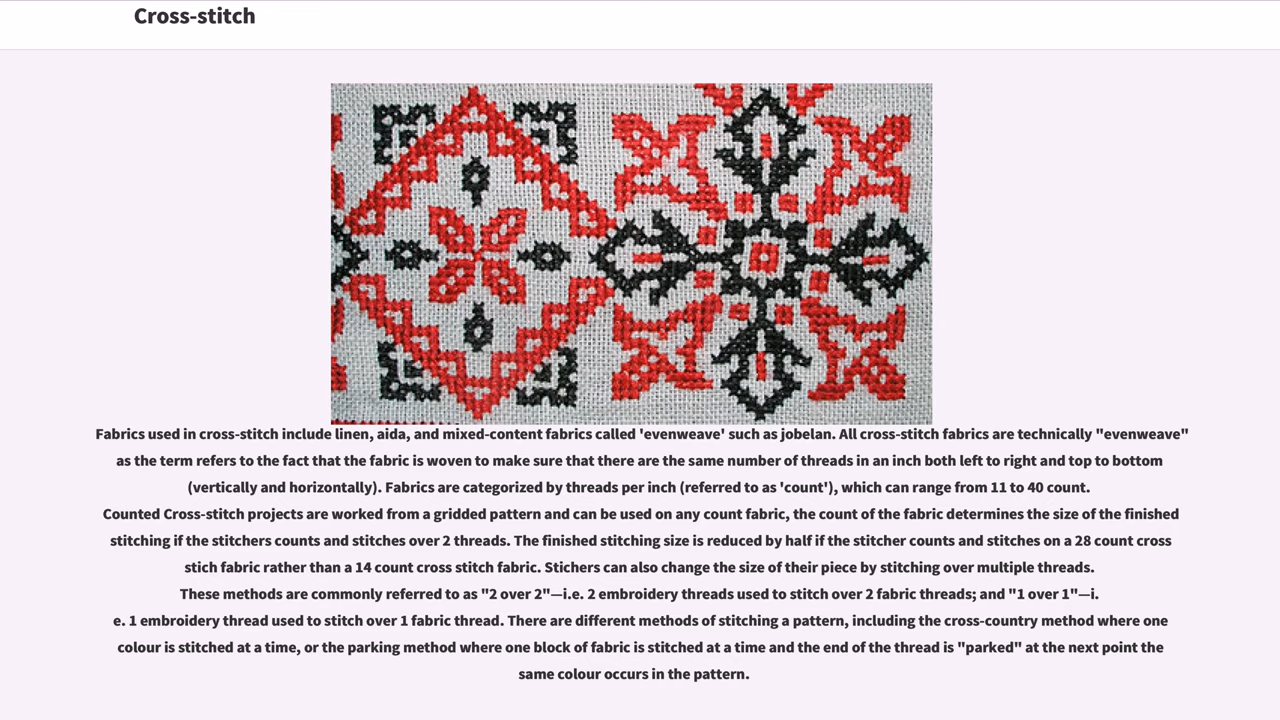 Cross-stitch
Fabrics used in cross-stitch include linen, aida, and mixed-content fabrics called 'evenweave' such as jobelan. All cross-stitch fabrics are technically "evenweave"
as the term refers to the fact that the fabric is woven to make sure that there are the same number of threads in an inch both left to right and top to bottom
(vertically and horizontally). Fabrics are categorized by threads per inch (referred to as 'count'), which can range from 11 to 40 count.
Counted Cross-stitch projects are worked from a gridded pattern and can be used on any count fabric, the count of the fabric determines the size of the finished
stitching if the stitchers counts and stitches over 2 threads. The finished stitching size is reduced by half if the stitcher counts and stitches on a 28 count cross
stich fabric rather than a 14 count cross stitch fabric. Stichers can also change the size of their piece by stitching over multiple threads.
These methods are commonly referred to as "2 over 2"—i.e. 2 embroidery threads used to stitch over 2 fabric threads; and "1 over 1"—i.
e. 1 embroidery thread used to stitch over 1 fabric thread. There are different methods of stitching a pattern, including the cross-country method where one
colour is stitched at a time, or the parking method where one block of fabric is stitched at a time and the end of the thread is "parked" at the next point the
same colour occurs in the pattern.